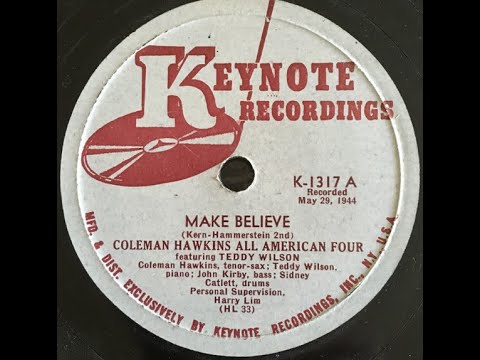 KEYNOTE
RECORDINGS
K-1317 A
Recorded
May 29, 1944
MAKE BELIEVE
(Kern-Hammerstein 2nd)
COLEMAN HAWKINS ALL AMERICAN FOUR
featuring TEDDY WILSON
Coleman Hawkins, tenor-sax; Teddy Wilson,
piano; John Kirby, bass; Sidney
Catlett, drums
Personal Supervision,
Harry Lim
(HL 33)
MFD. & DIST. EXCLUSIVELY BY KEYNOTE RECORDINGS, INC., N.Y. U.S.A.